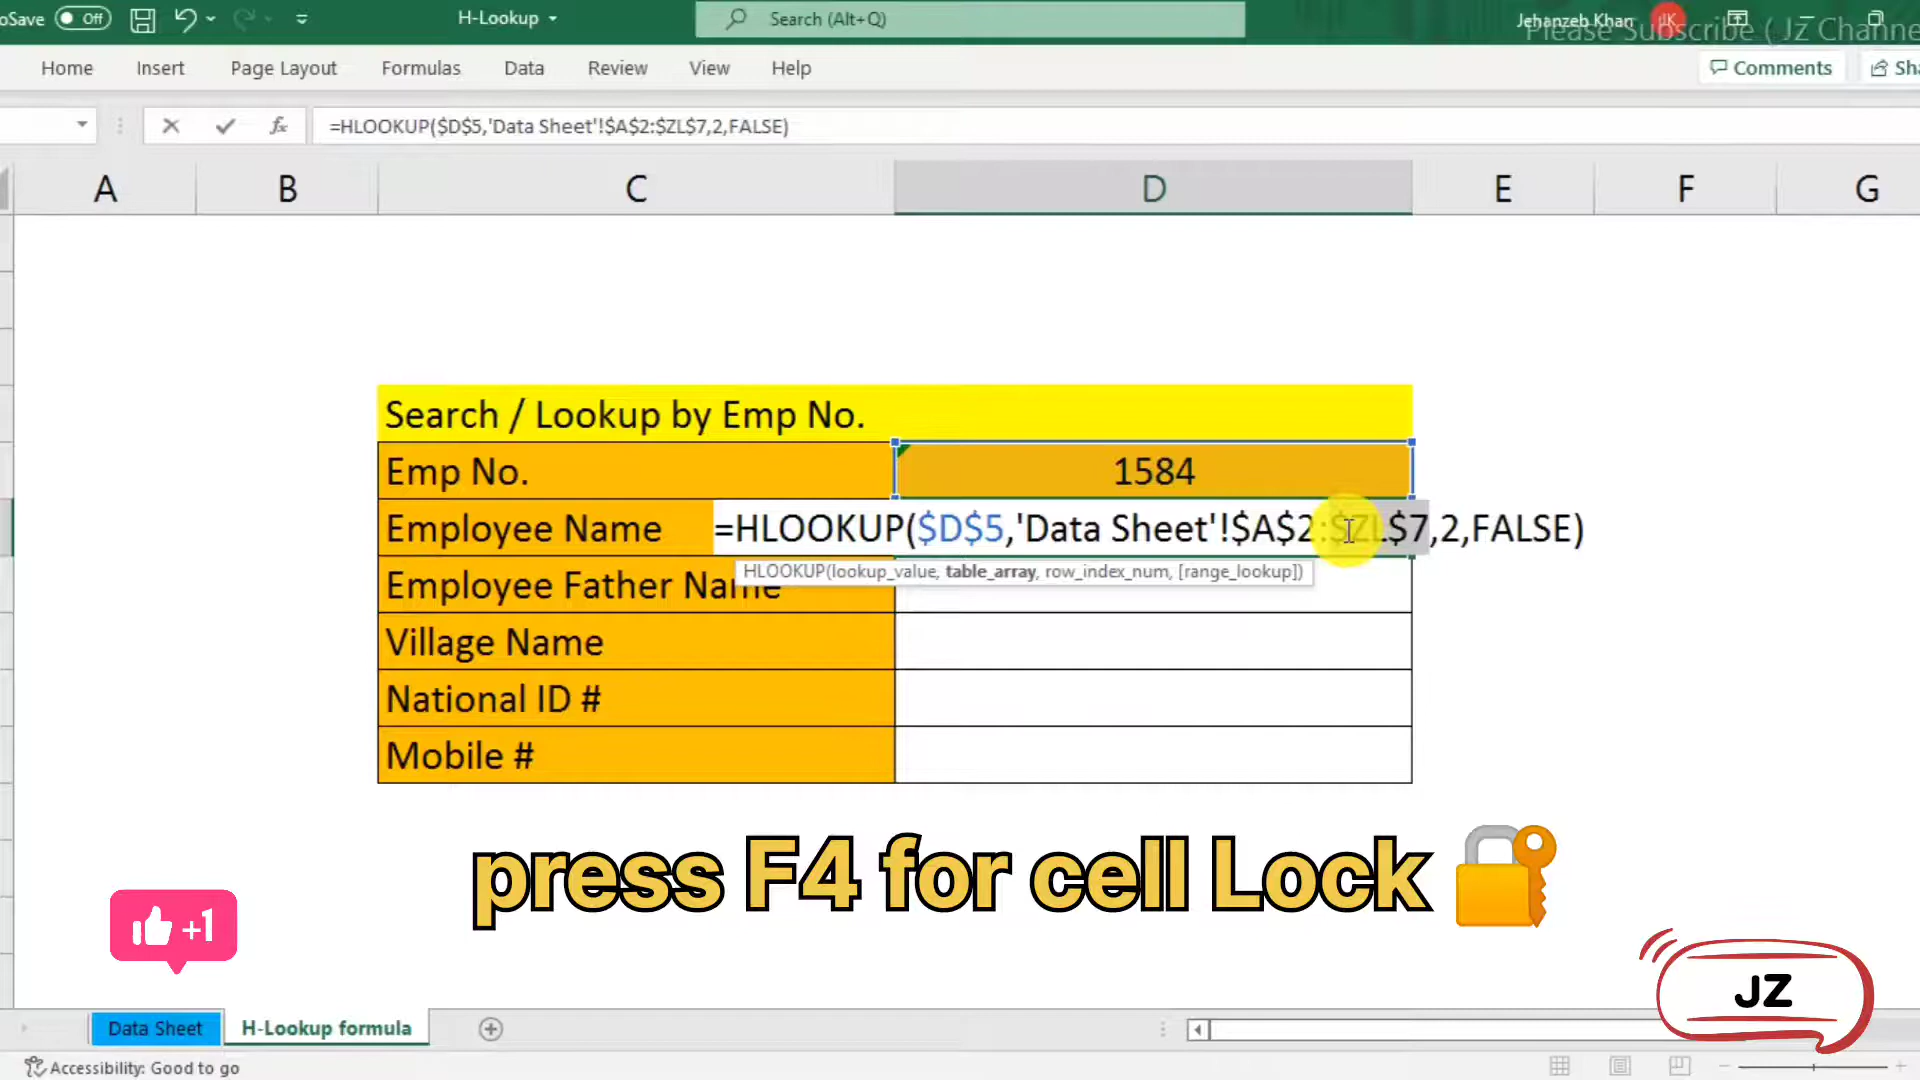 oSave Off H-Lookup Search (Alt+Q) Jehanzeb Khan JK
Please Subscribe ( JZ Channe
Home Insert Page Layout Formulas Data Review View Help Comments Sha
fx =HLOOKUP($D$5,'Data Sheet'!$A$2:$ZL$7,2,FALSE)
A B C D E F G
Search / Lookup by Emp No.
Emp No. 1584
Employee Name =HLOOKUP($D$5,'Data Sheet'!$A$2:$ZL$7,2,FALSE)
HLOOKUP(lookup_value, table_array, row_index_num, [range_lookup])
Employee Father Name
Village Name
National ID #
Mobile #
press F4 for cell Lock
+1
JZ
Data Sheet H-Lookup formula
Accessibility: Good to go